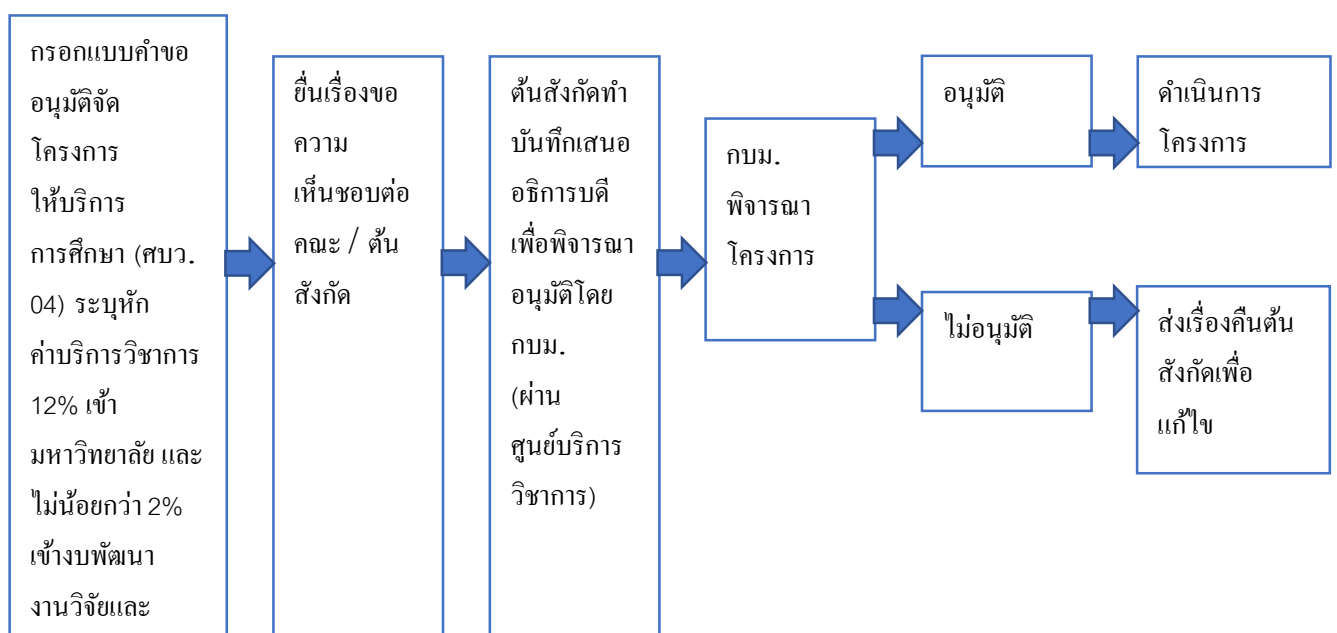 กรอกแบบคำขอ
อนุมัติจัด
โครงการ
ให้บริการ
การศึกษา (ศบว.
04) ระบุหัก
ค่าบริการวิชาการ
12% เข้า
มหาวิทยาลัย และ
ไม่น้อยกว่า 2%
เข้างบพัฒนา
งานวิจัยและ
ยื่นเรื่องขอ
ความ
เห็นชอบต่อ
คณะ / ต้น
สังกัด
ต้นสังกัดทำ
บันทึกเสนอ
อธิการบดี
เพื่อพิจารณา
อนุมัติโดย
กบม.
(ผ่าน
ศูนย์บริการ
วิชาการ)
กบม.
พิจารณา
โครงการ
อนุมัติ
ดำเนินการ
โครงการ
ไม่อนุมัติ
ส่งเรื่องคืนต้น
สังกัดเพื่อ
แก้ไข